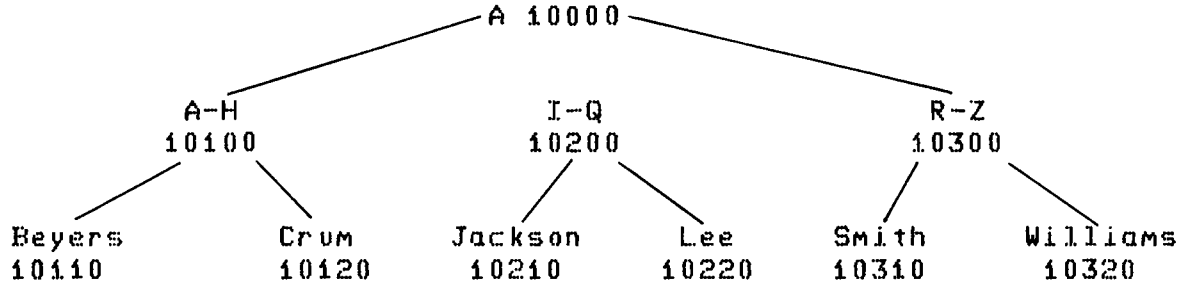 A 10000
A-H I-Q R-Z
10100 10200 10300
Beyers Crum Jackson Lee Smith Williams
10110 10120 10210 10220 10310 10320